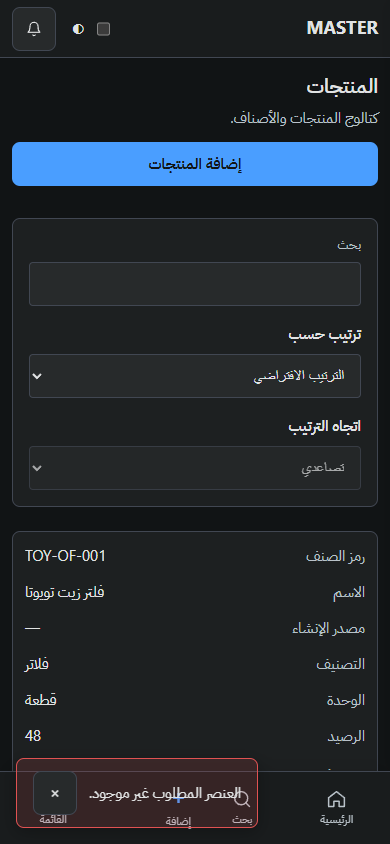 MASTER
المنتجات
كتالوج المنتجات والأصناف.
إضافة المنتجات
بحث
ترتيب حسب
الترتيب الافتراضي
اتجاه الترتيب
تصاعدي
رمز الصنف TOY-OF-001
الاسم فلتر زيت تويوتا
مصدر الإنشاء —
التصنيف فلاتر
الوحدة قطعة
الرصيد 48
العنصر المطلوب غير موجود. ×
الرئيسية بحث إضافة القائمة